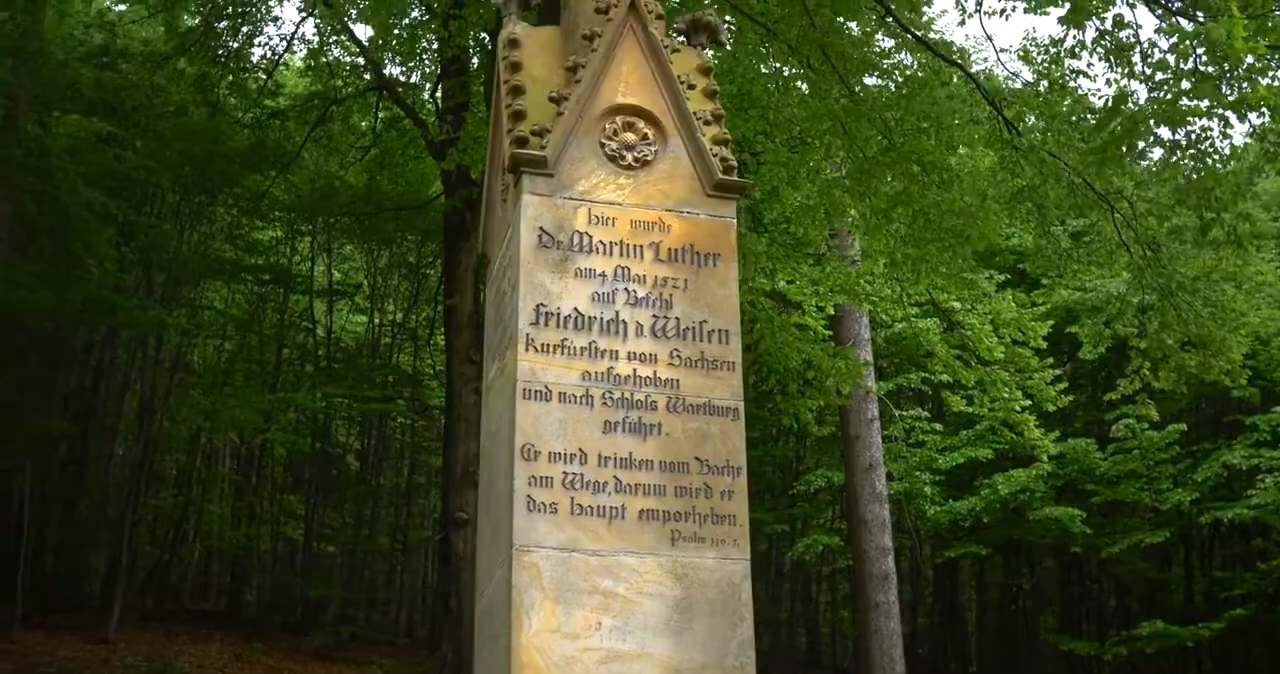 hier wurde
Dr. Martin Luther
am 4. Mai 1521
auf Befehl
Friedrich d. Weisen
Kurfürsten von Sachsen
aufgehoben
und nach Schloss Wartburg
geführt.
Er wird trinken vom Bache
am Wege, darum wird er
das haupt emporheben.
Psalm 110. 7.